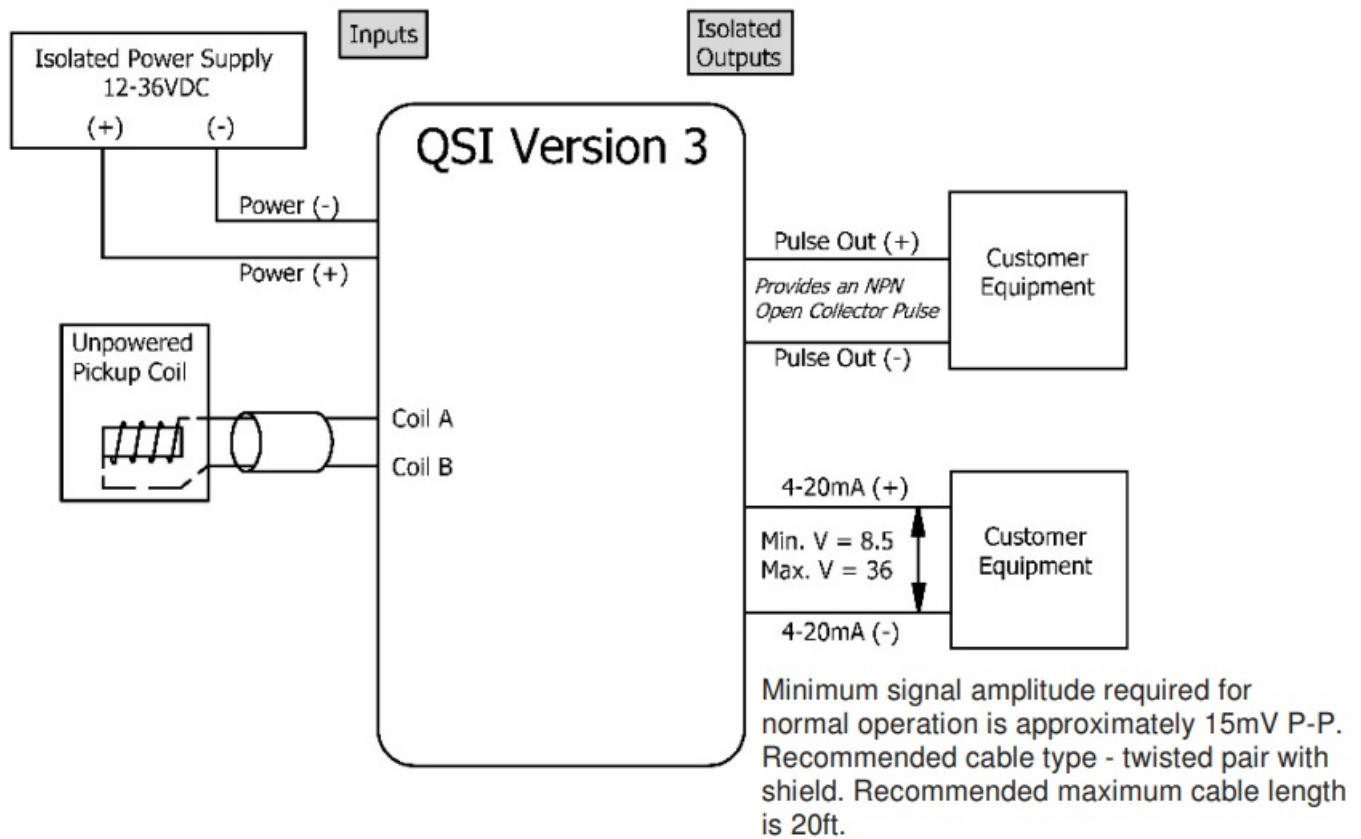 Inputs
Isolated
Outputs
Isolated Power Supply
12-36VDC
(+) (-)
QSI Version 3
Power (-)
Power (+)
Pulse Out (+)
Provides an NPN
Open Collector Pulse
Pulse Out (-)
Customer
Equipment
Unpowered
Pickup Coil
Coil A
Coil B
4-20mA (+)
Min. V = 8.5
Max. V = 36
4-20mA (-)
Customer
Equipment
Minimum signal amplitude required for
normal operation is approximately 15mV P-P.
Recommended cable type - twisted pair with
shield. Recommended maximum cable length
is 20ft.